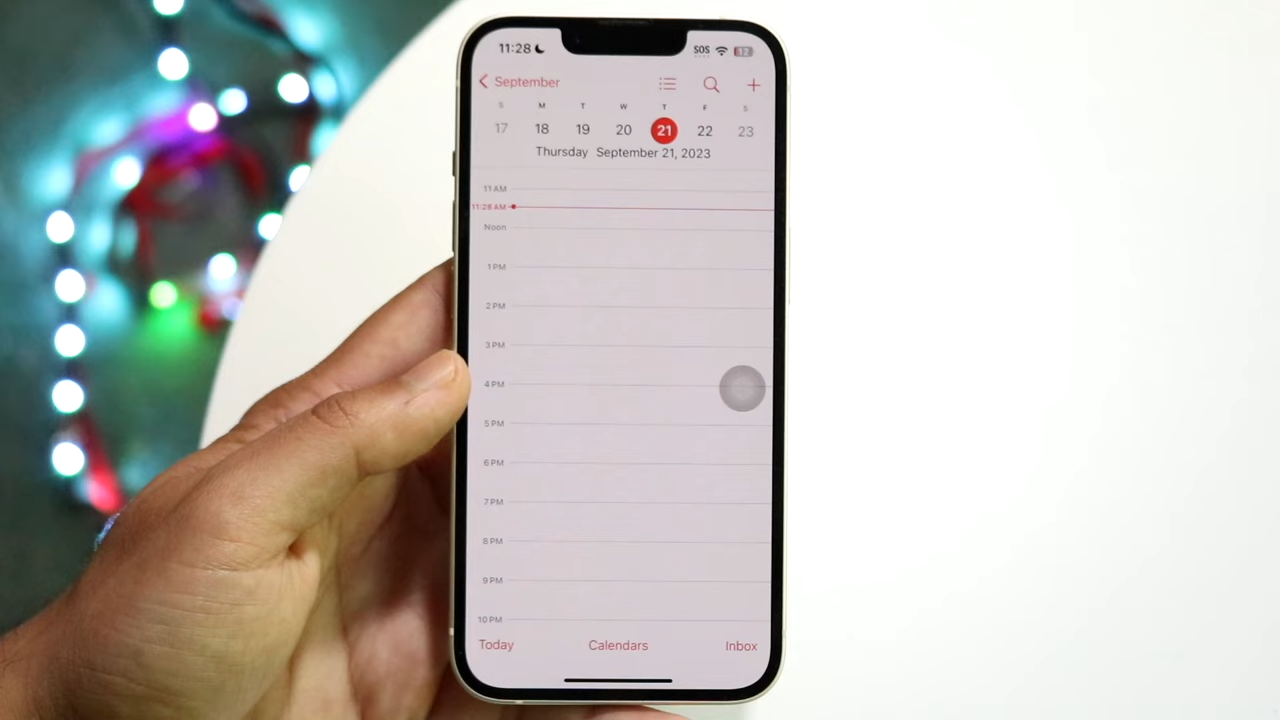 11:28 SOS 12
September
S M T W T F S
17 18 19 20 21 22 23
Thursday September 21, 2023
11 AM
11:28 AM
Noon
1 PM
2 PM
3 PM
4 PM
5 PM
6 PM
7 PM
8 PM
9 PM
10 PM
Today Calendars Inbox